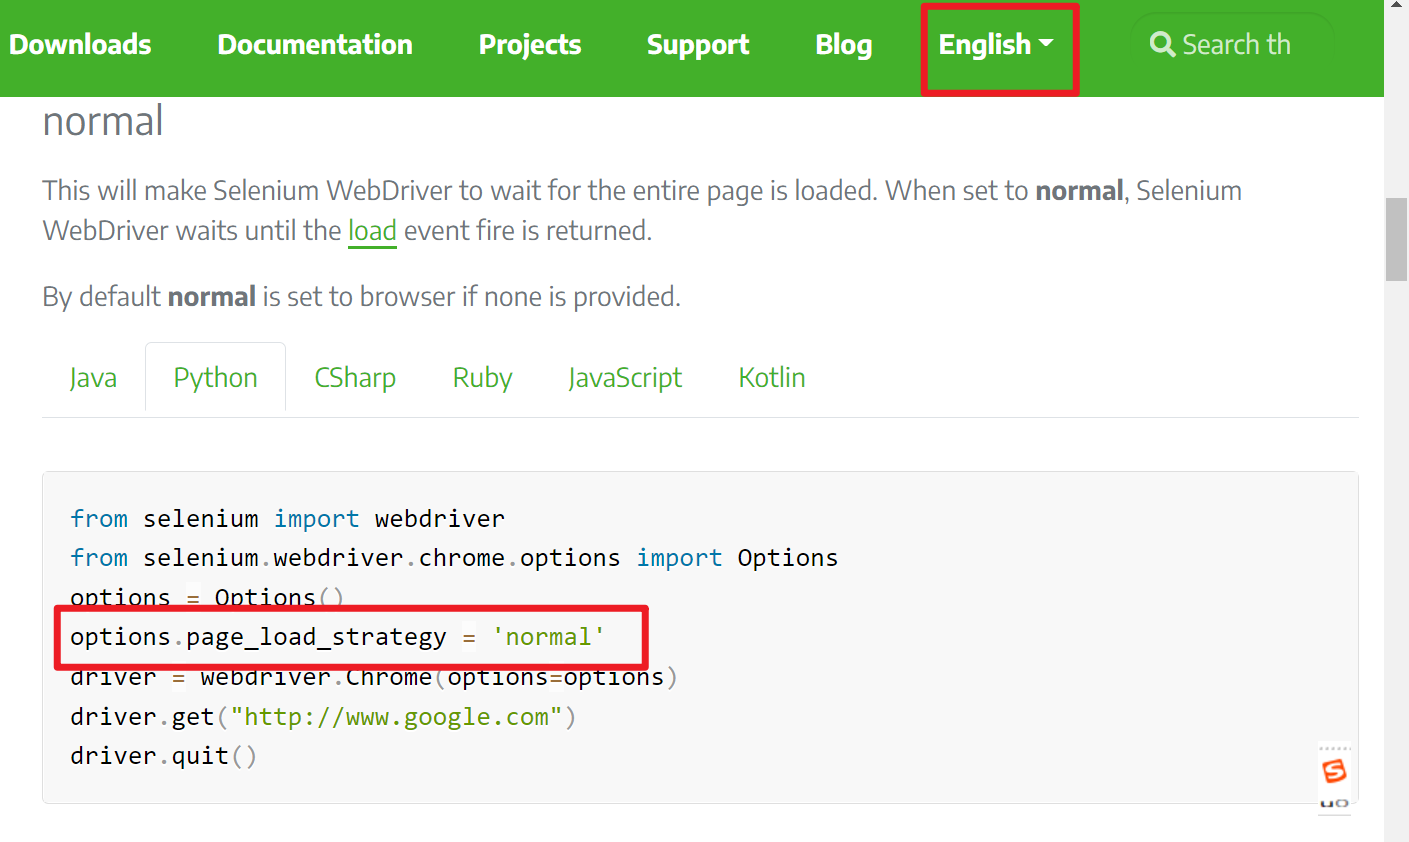 Downloads Documentation Projects Support Blog English Search th
normal
This will make Selenium WebDriver to wait for the entire page is loaded. When set to normal, Selenium
WebDriver waits until the load event fire is returned.
By default normal is set to browser if none is provided.
Java Python CSharp Ruby JavaScript Kotlin
from selenium import webdriver
from selenium.webdriver.chrome.options import Options
options = Options()
options.page_load_strategy = 'normal'
driver = webdriver.Chrome(options=options)
driver.get("http://www.google.com")
driver.quit()